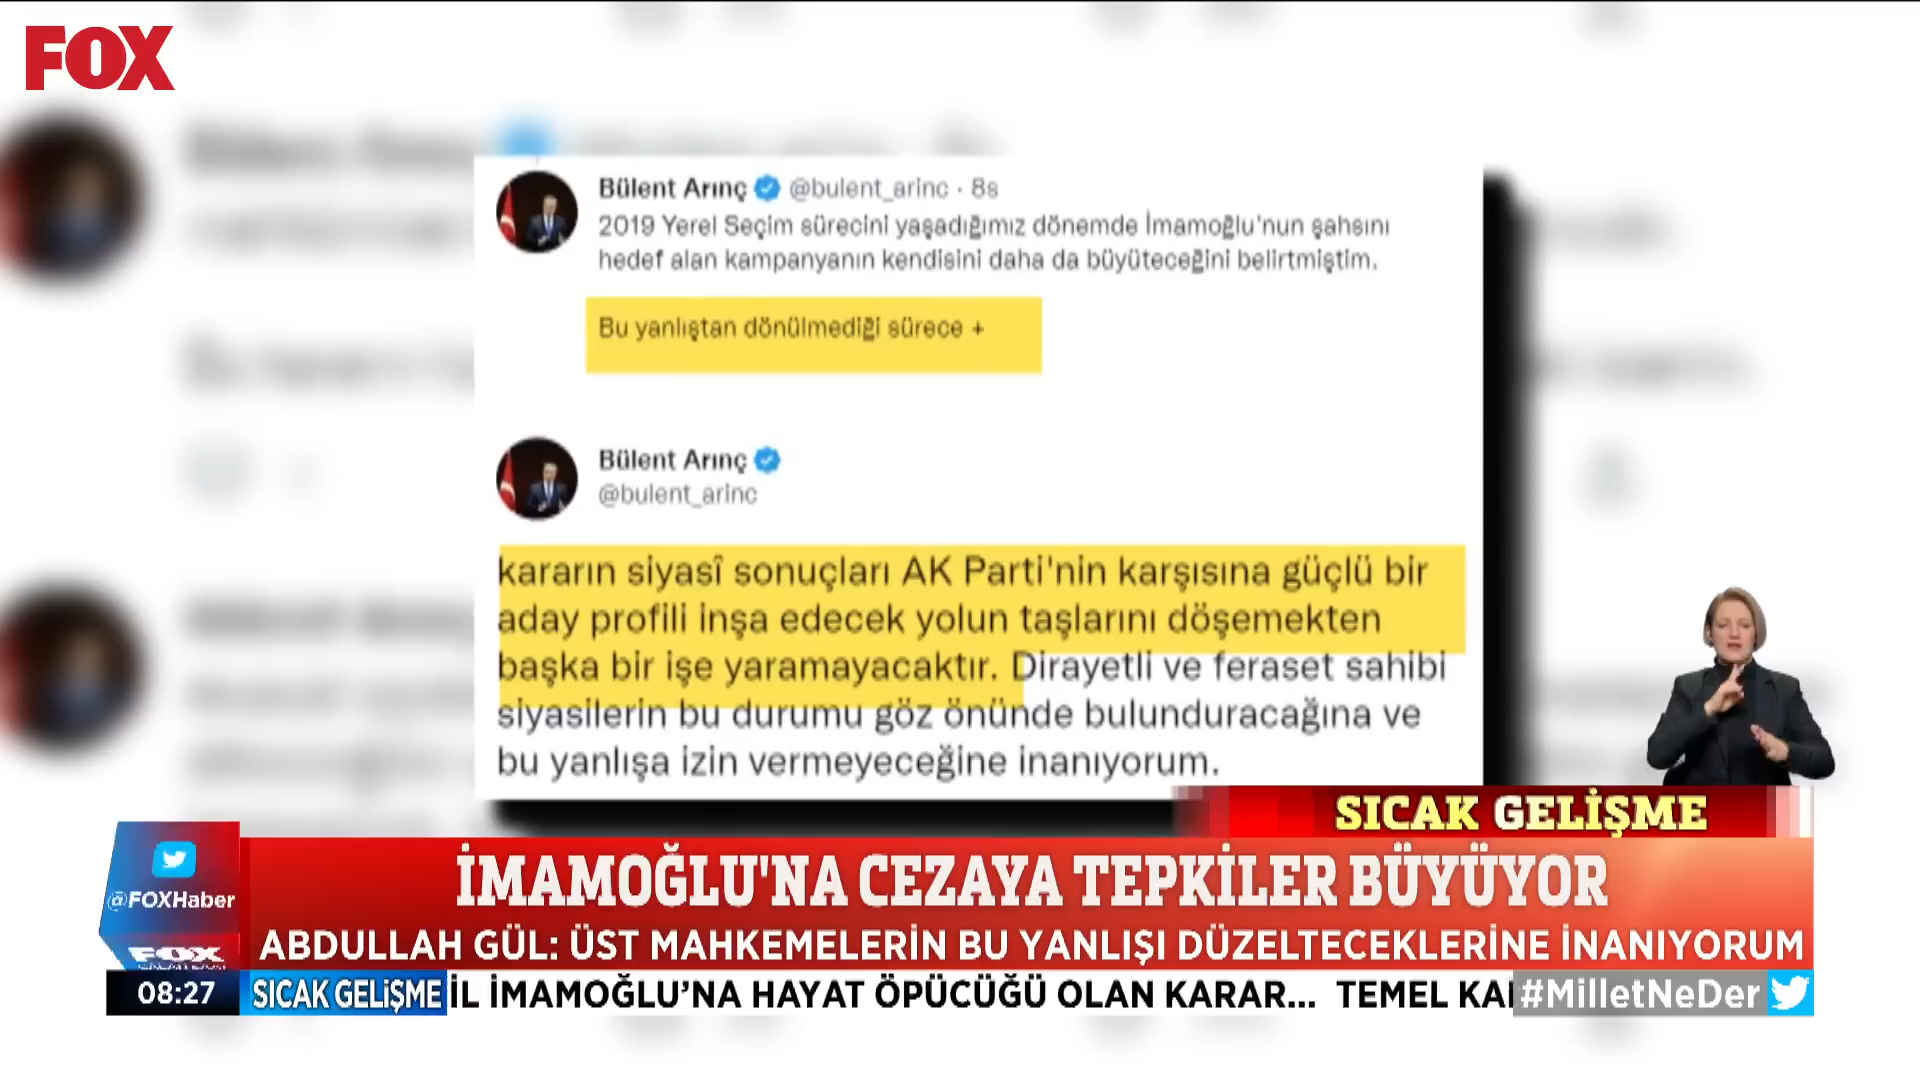 FOX
Bülent Arınç @bulent_arinc · 8s
2019 Yerel Seçim sürecini yaşadığımız dönemde İmamoğlu'nun şahsını
hedef alan kampanyanın kendisini daha da büyüteceğini belirtmiştim.
Bu yanlıştan dönülmediği sürece +
Bülent Arınç
@bulent_arinc
kararın siyasî sonuçları AK Parti'nin karşısına güçlü bir
aday profili inşa edecek yolun taşlarını döşemekten
başka bir işe yaramayacaktır. Dirayetli ve feraset sahibi
siyasilerin bu durumu göz önünde bulunduracağına ve
bu yanlışa izin vermeyeceğine inanıyorum.
SICAK GELİŞME
İMAMOĞLU'NA CEZAYA TEPKİLER BÜYÜYOR
@FOXHaber
ABDULLAH GÜL: ÜST MAHKEMELERİN BU YANLIŞI DÜZELTECEKLERİNE İNANIYORUM
FOX
08:27 SICAK GELİŞME İL İMAMOĞLU'NA HAYAT ÖPÜCÜĞÜ OLAN KARAR... TEMEL KA #MilletNeDer